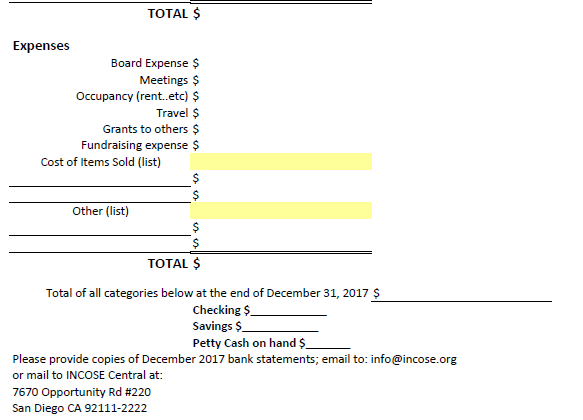 TOTAL $
Expenses
Board Expense $
Meetings $
Occupancy (rent..etc) $
Travel $
Grants to others $
Fundraising expense $
Cost of Items Sold (list)
$
$
Other (list)
$
$
TOTAL $
Total of all categories below at the end of December 31, 2017 $
Checking $
Savings $
Petty Cash on hand $
Please provide copies of December 2017 bank statements; email to: info@incose.org
or mail to INCOSE Central at:
7670 Opportunity Rd #220
San Diego CA 92111-2222